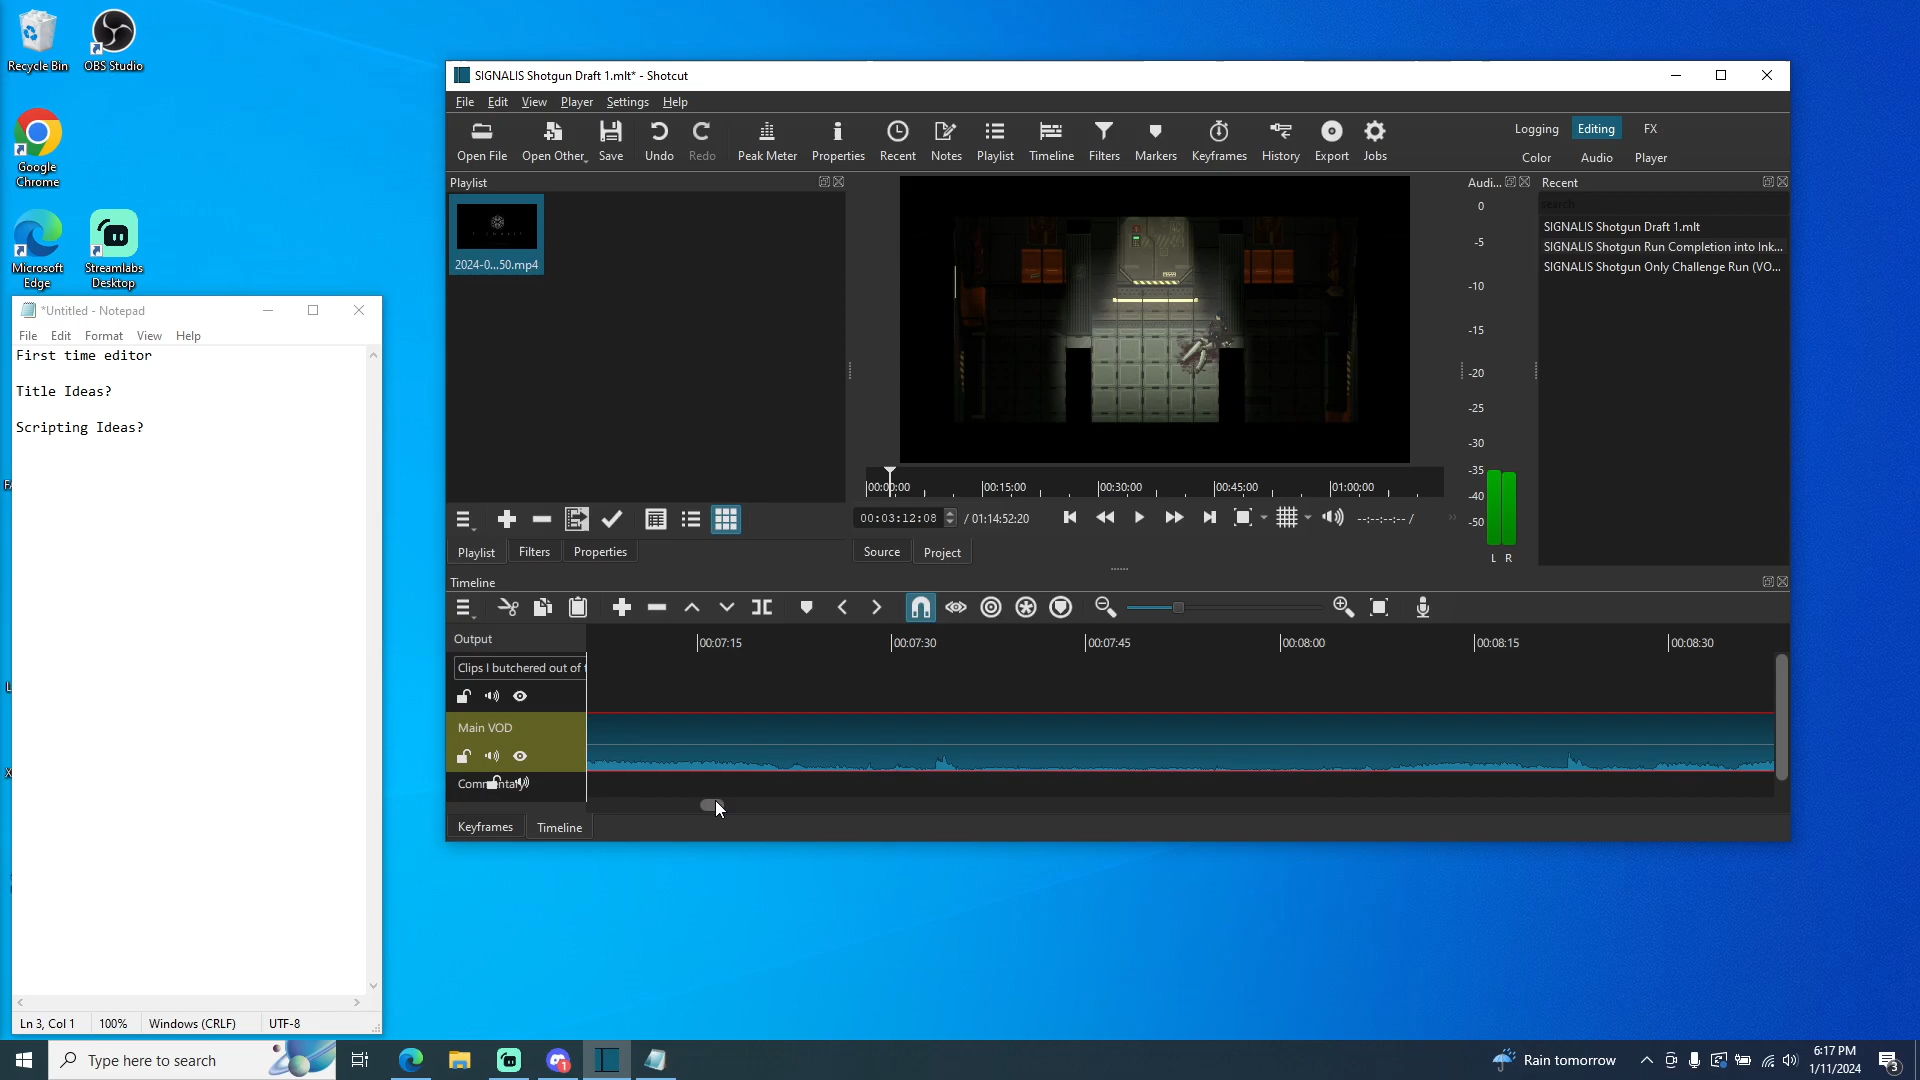 Recycle Bin
OBS Studio
Google
Chrome
Microsoft
Edge
Streamlabs
Desktop
*Untitled - Notepad
File Edit Format View Help
First time editor
Title Ideas?
Scripting Ideas?
Ln 3, Col 1 100% Windows (CRLF) UTF-8
SIGNALIS Shotgun Draft 1.mlt* - Shotcut
File Edit View Player Settings Help
Open File Open Other Save Undo Redo Peak Meter Properties Recent Notes Playlist Timeline Filters Markers Keyframes History Export Jobs
Logging Editing FX
Color Audio Player
Playlist
2024-0...50.mp4
Playlist Filters Properties
00:00:00 00:15:00 00:30:00 00:45:00 01:00:00
00:03:12:08 / 01:14:52:20 --:--:--:-- /
Source Project
Audi...
0
-5
-10
-15
-20
-25
-30
-35
-40
-50
L R
Recent
search
SIGNALIS Shotgun Draft 1.mlt
SIGNALIS Shotgun Run Completion into Ink...
SIGNALIS Shotgun Only Challenge Run (VO...
Timeline
Output
00:07:15 00:07:30 00:07:45 00:08:00 00:08:15 00:08:30
Clips I butchered out of
Main VOD
Commentary
Keyframes Timeline
Type here to search
1
Rain tomorrow
6:17 PM
1/11/2024
3